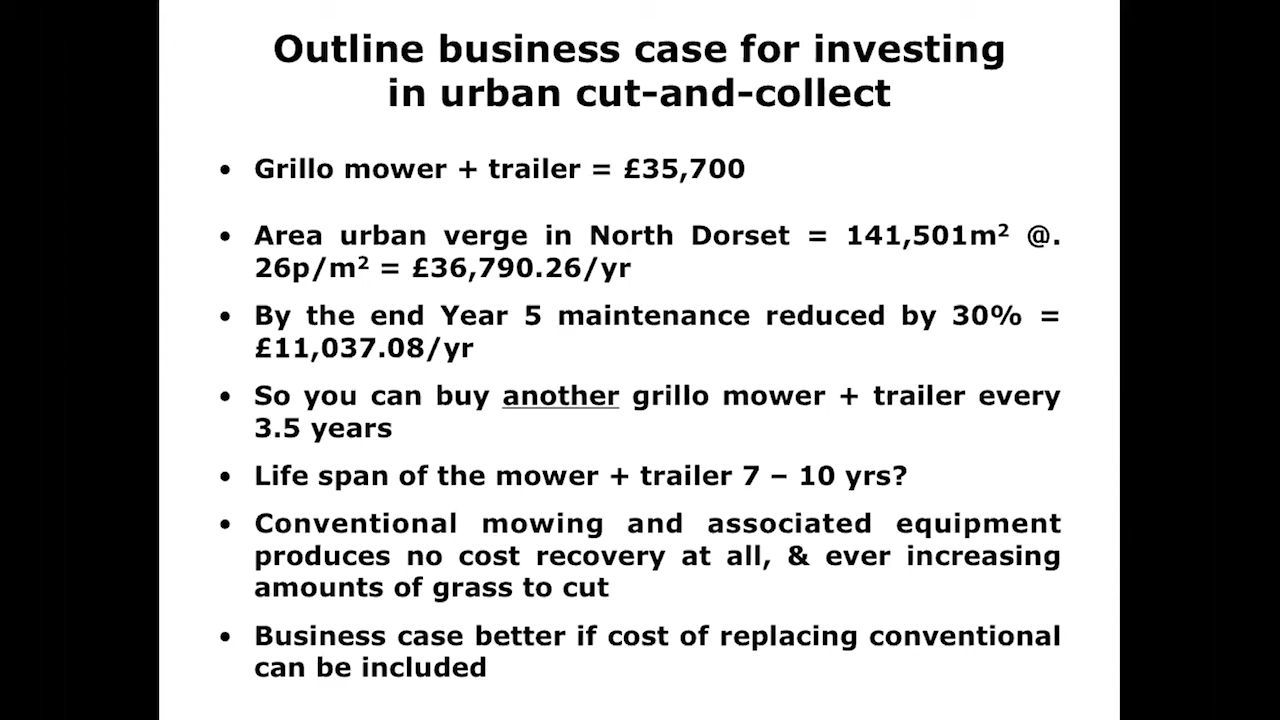 Outline business case for investing
in urban cut-and-collect
• Grillo mower + trailer = £35,700
• Area urban verge in North Dorset = 141,501m² @.
26p/m² = £36,790.26/yr
• By the end Year 5 maintenance reduced by 30% =
£11,037.08/yr
• So you can buy another grillo mower + trailer every
3.5 years
• Life span of the mower + trailer 7 – 10 yrs?
• Conventional mowing and associated equipment
produces no cost recovery at all, & ever increasing
amounts of grass to cut
• Business case better if cost of replacing conventional
can be included